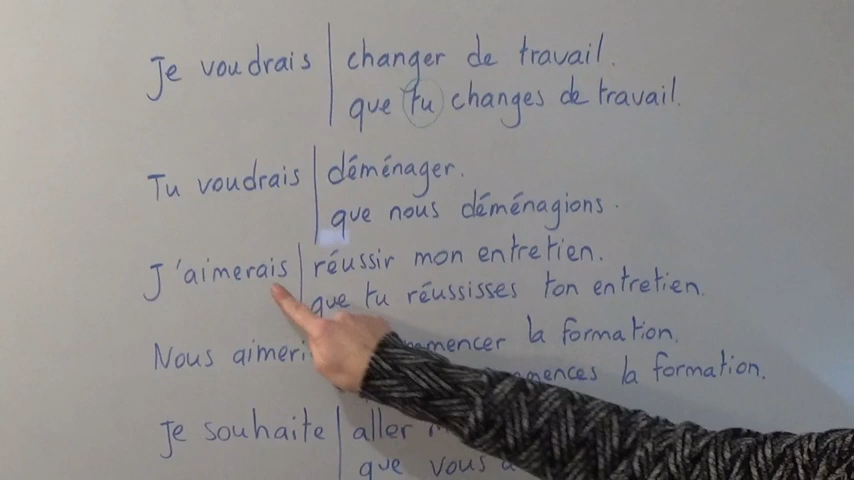 Je voudrais changer de travail.
que tu changes de travail.
Tu voudrais déménager.
que nous déménagions.
J'aimerais réussir mon entretien.
que tu réussisses ton entretien.
Nous la formation.
la formation.
Je souhaite aller
que vous